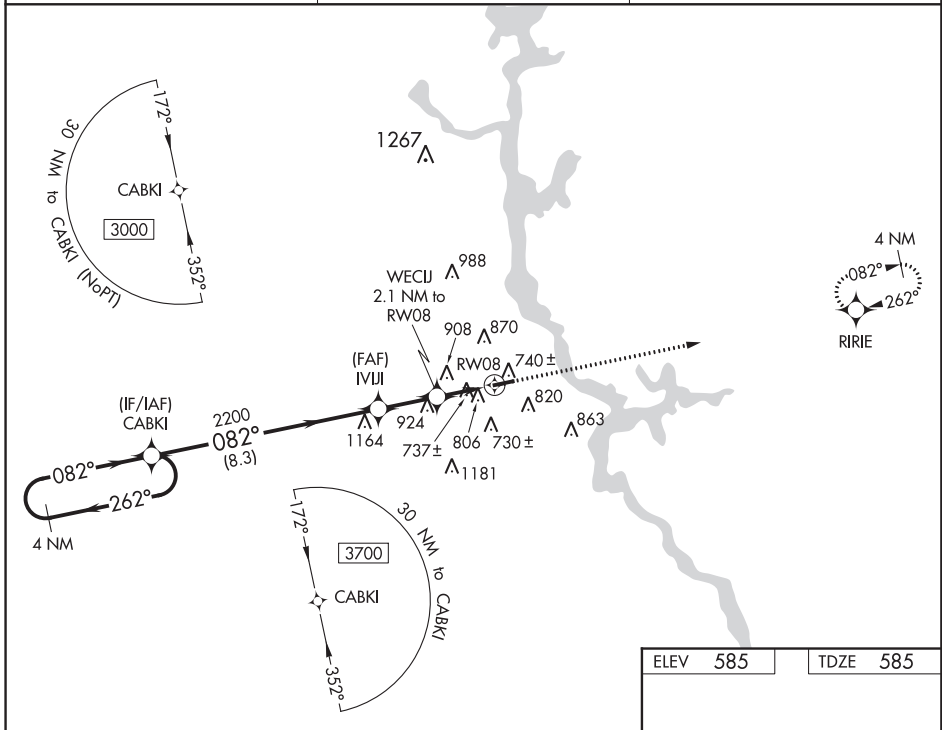 172°
30 NM to CABKI (NoPT)
CABKI
3000
352°
1267
988
WECIJ
2.1 NM to
RW08
908
870
RW08
740±
(FAF)
IVIJI
4 NM
082°
262°
RIRIE
(IF/IAF)
CABKI
2200
082°
(8.3)
1164
924
737±
806
730±
820
863
1181
082°
262°
4 NM
172°
30 NM to CABKI
3700
CABKI
352°
ELEV 585
TDZE 585